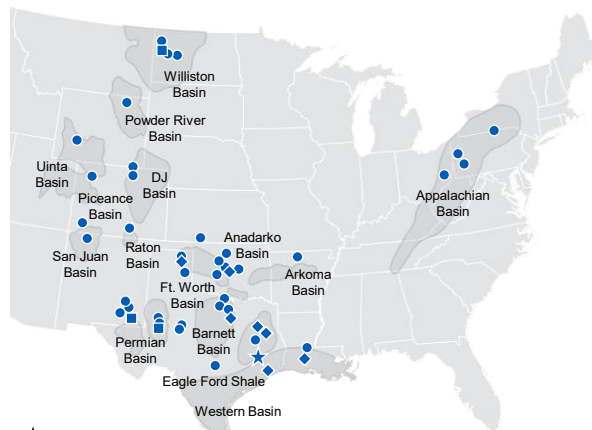 Williston
Basin
Powder River
Basin
Uinta
Basin
DJ
Basin
Piceance
Basin
Appalachian
Basin
San Juan
Basin
Raton
Basin
Anadarko
Basin
Arkoma
Basin
Ft. Worth
Basin
Barnett
Basin
Permian
Basin
Eagle Ford Shale
Western Basin